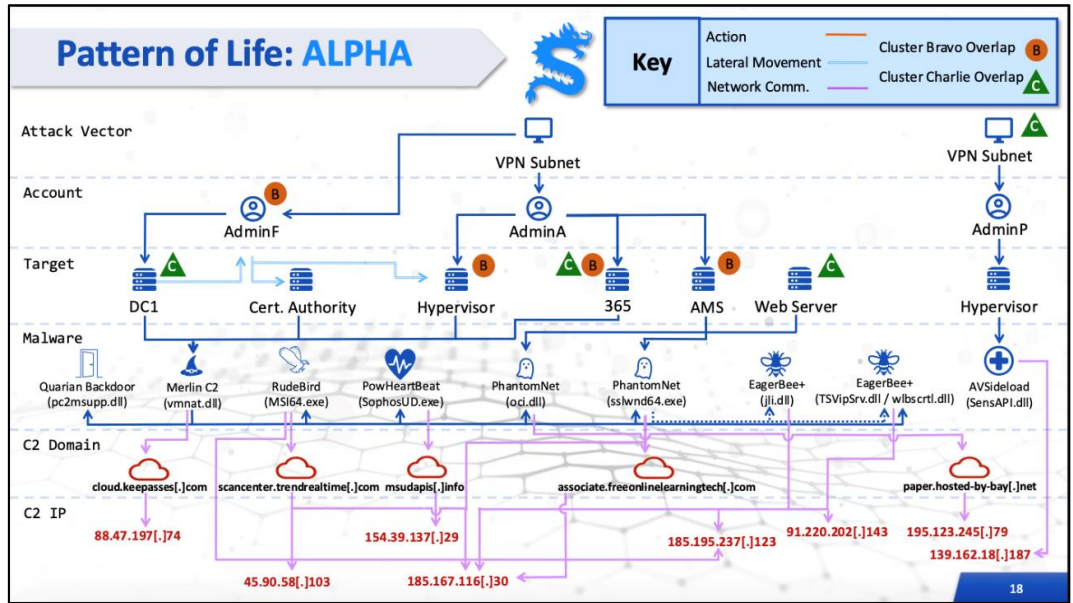 Pattern of Life: ALPHA
Key
Action
Lateral Movement
Network Comm.
Cluster Bravo Overlap
B
Cluster Charlie Overlap
C
Attack Vector
VPN Subnet
C
VPN Subnet
Account
B
AdminF
AdminA
AdminP
Target
C
B
C
B
B
C
DC1
Cert. Authority
Hypervisor
365
AMS
Web Server
Hypervisor
Malware
Quarian Backdoor
(pc2msupp.dll)
Merlin C2
(vmnat.dll)
RudeBird
(MSI64.exe)
PowHeartBeat
(SophosUD.exe)
PhantomNet
(oci.dll)
PhantomNet
(sslwnd64.exe)
EagerBee+
(jli.dll)
EagerBee+
(TSVipSrv.dll / wlbscrtl.dll)
AVSideload
(SensAPI.dll)
C2 Domain
cloud.keepasses[.]com
scancenter.trendrealtime[.]com
msudapis[.]info
associate.freeonlinelearningtech[.]com
paper.hosted-by-bay[.]net
C2 IP
88.47.197[.]74
154.39.137[.]29
185.195.237[.]123
91.220.202[.]143
195.123.245[.]79
139.162.18[.]187
45.90.58[.]103
185.167.116[.]30
18